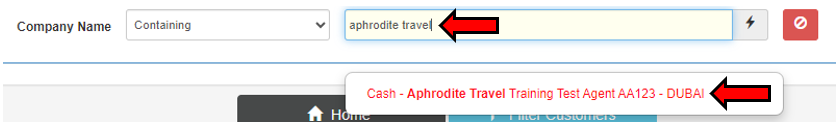 Company Name Containing aphrodite travel
Cash - Aphrodite Travel Training Test Agent AA123 - DUBAI
Home Filter Customers